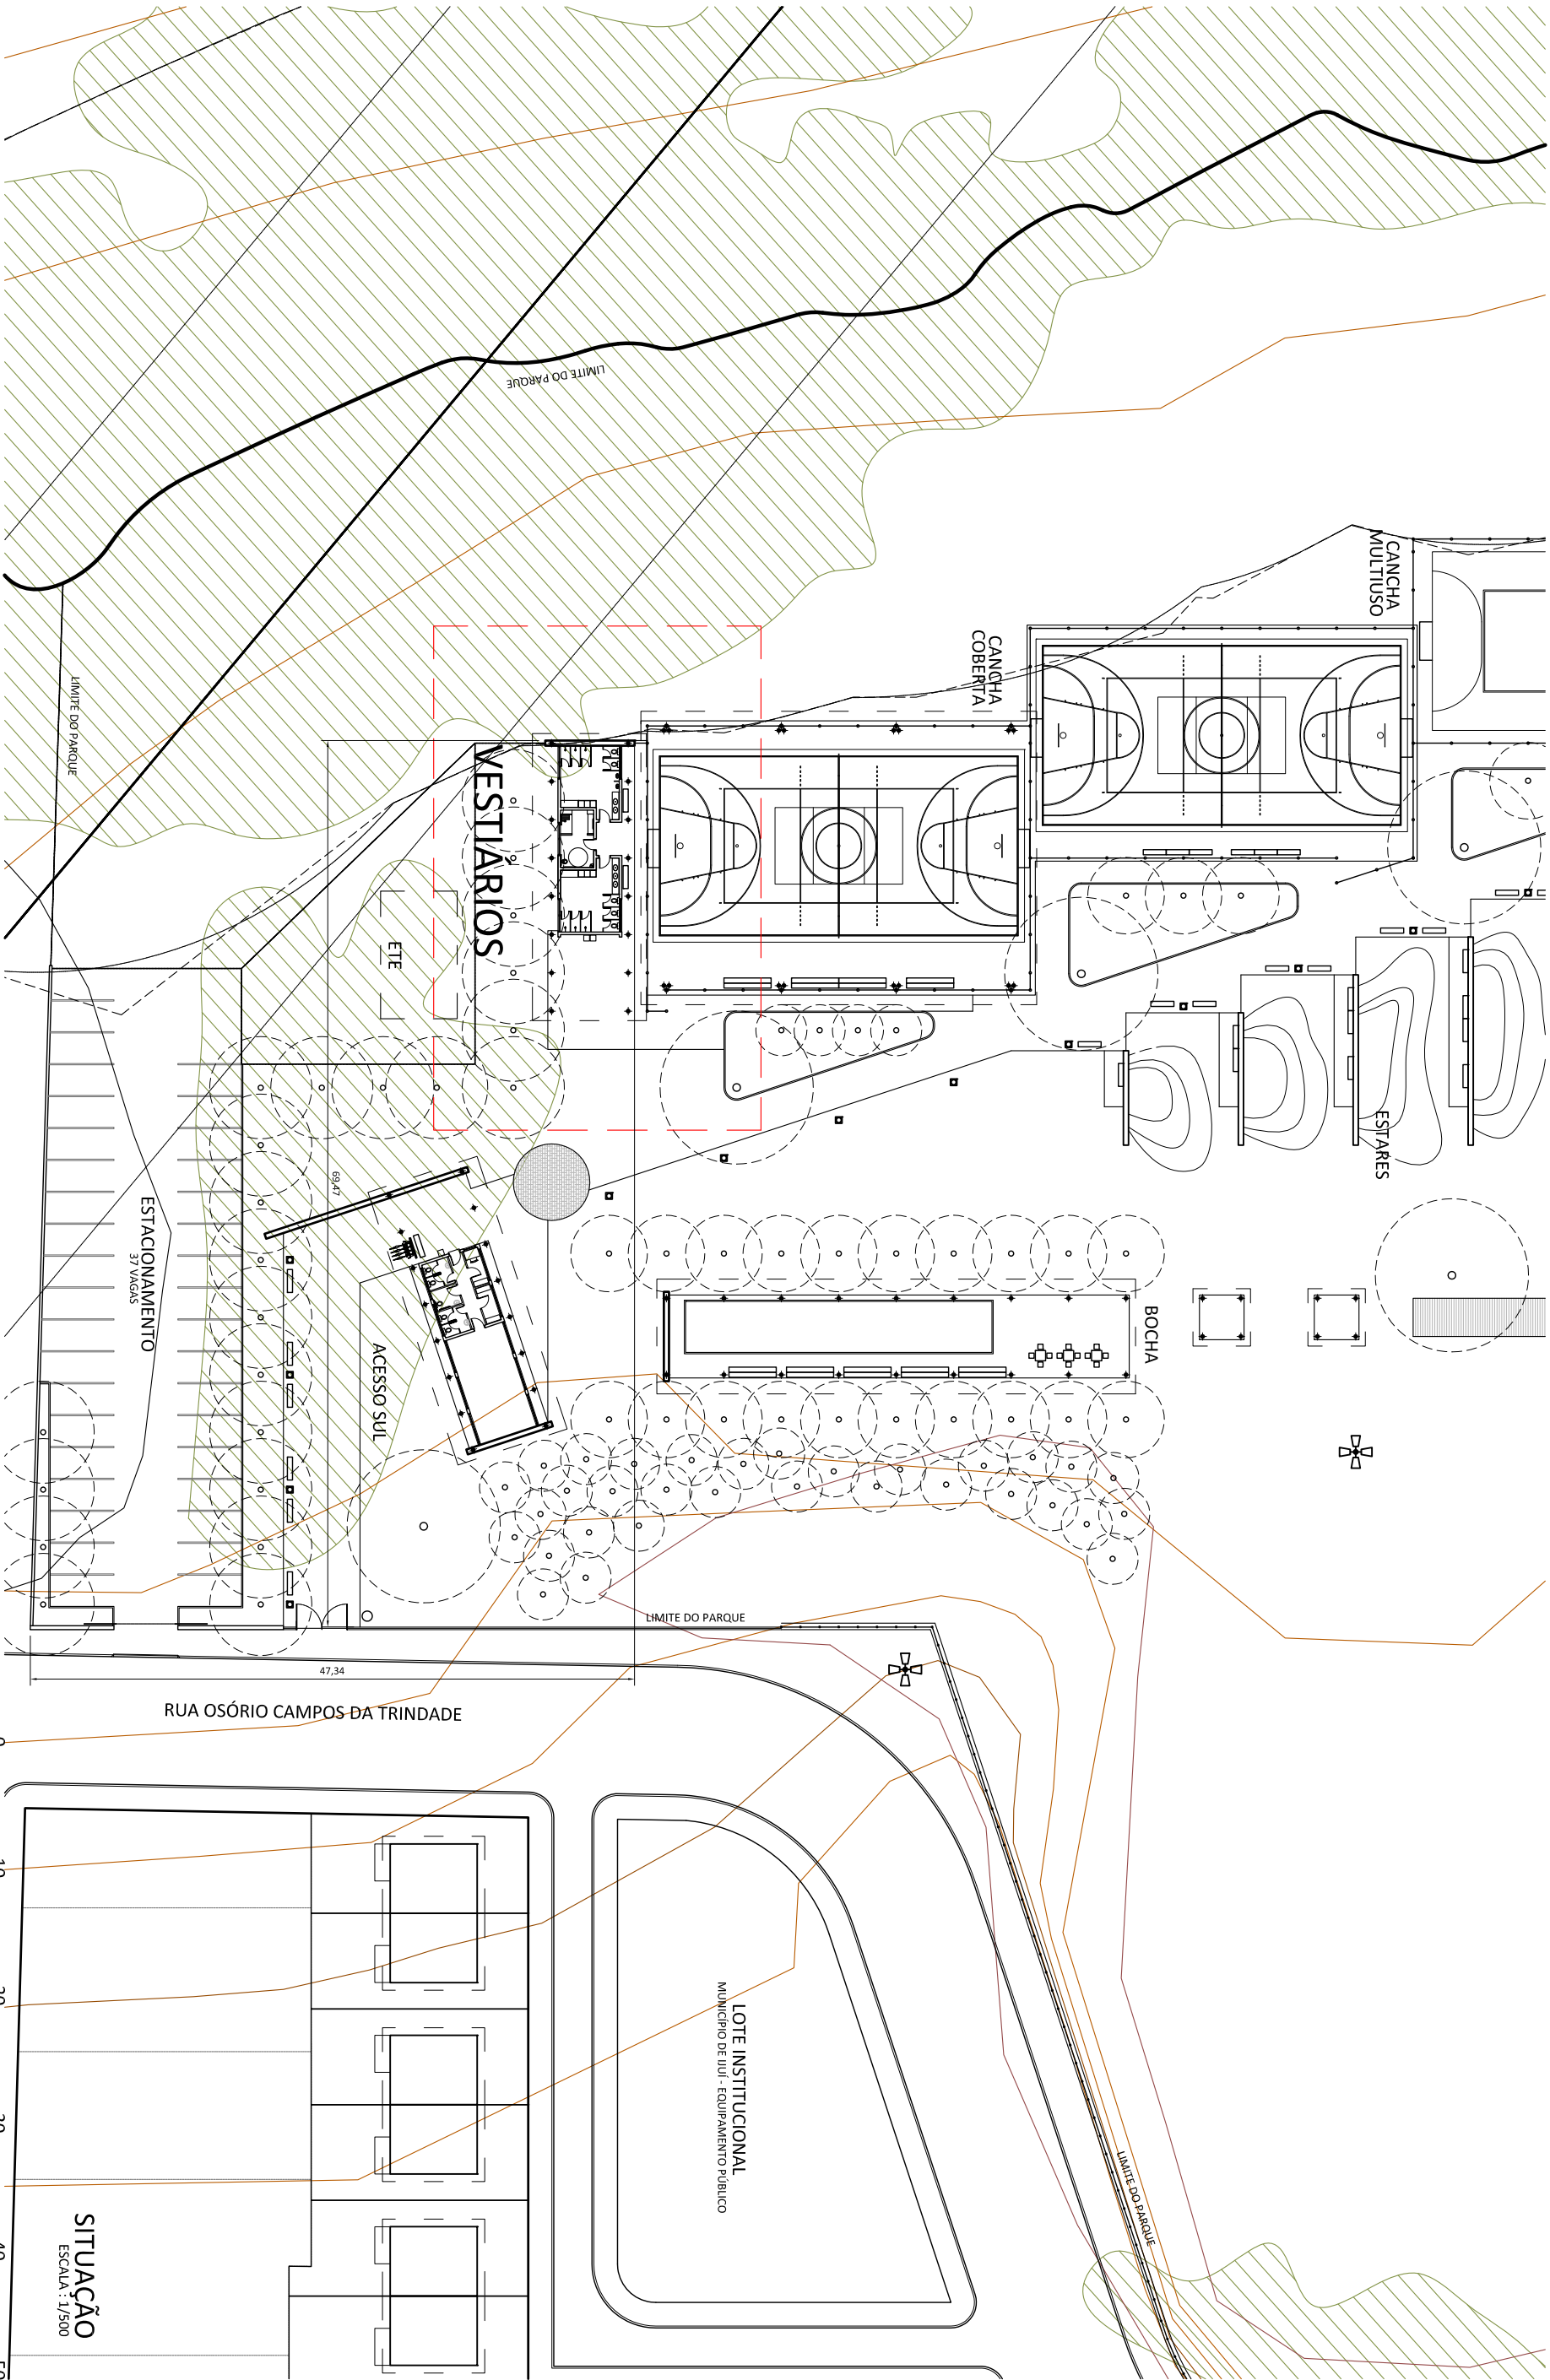 LIMITE DO PARQUE
CANCHA
MULTIUSO
CANCHA
COBERTA
LIMITE DO PARQUE
VESTIÁRIOS
ETE
ESTARES
69,47
ESTACIONAMENTO
37 VAGAS
BOCHA
ACESSO SUL
LIMITE DO PARQUE
47,34
RUA OSÓRIO CAMPOS DA TRINDADE
LOTE INSTITUCIONAL
MUNICÍPIO DE IJUÍ - EQUIPAMENTO PÚBLICO
LIMITE DO PARQUE
SITUAÇÃO
ESCALA : 1/500